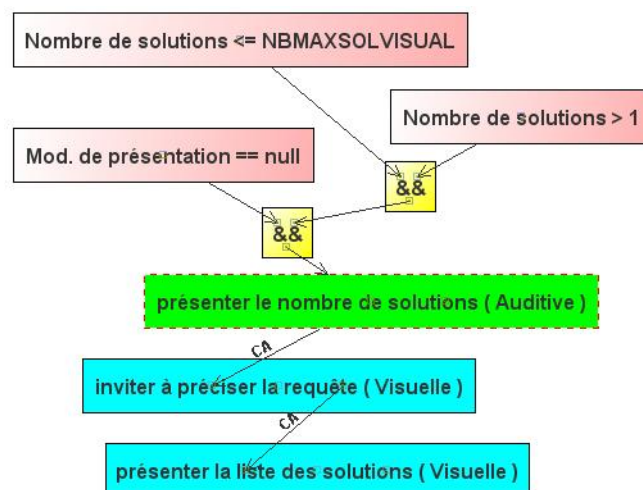 Nombre de solutions <= NBMAXSOLVISUAL
Nombre de solutions > 1
Mod. de présentation == null
&&
&&
présenter le nombre de solutions ( Auditive )
CA
inviter à préciser la requête ( Visuelle )
CA
présenter la liste des solutions ( Visuelle )